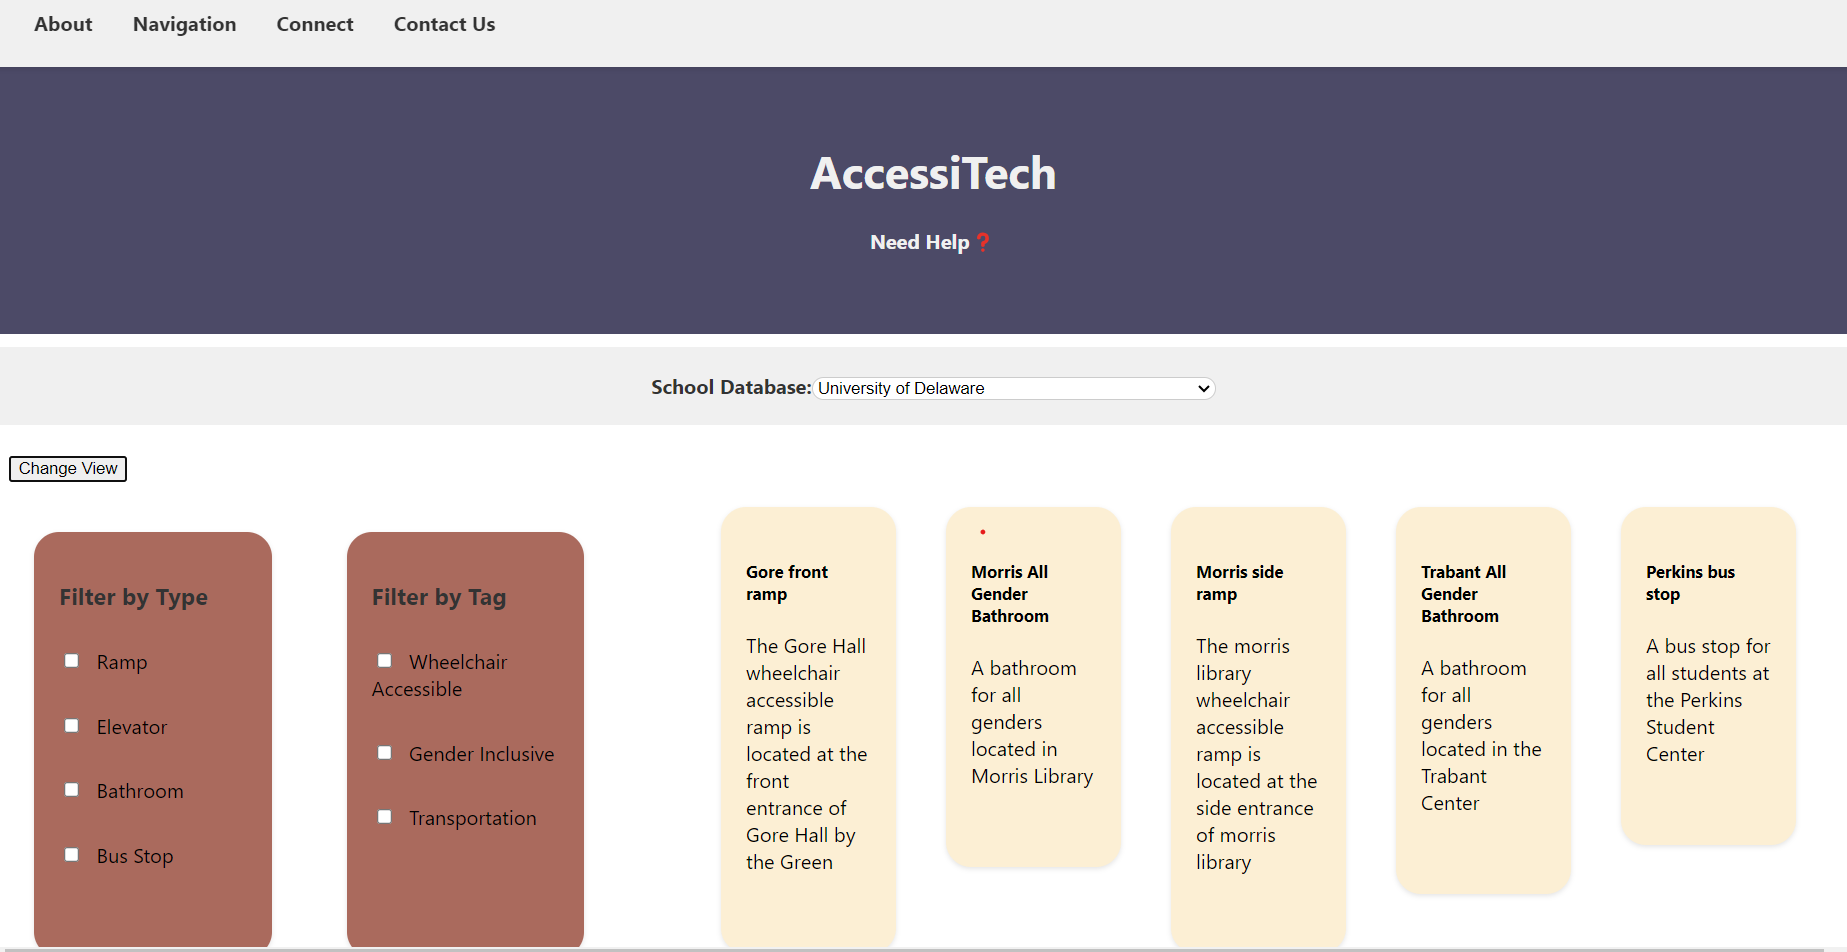 About Navigation Connect Contact Us
AccessiTech
Need Help❓
School Database: University of Delaware
Change View
Filter by Type
Ramp
Elevator
Bathroom
Bus Stop
Filter by Tag
Wheelchair
Accessible
Gender Inclusive
Transportation
Gore front
ramp
The Gore Hall
wheelchair
accessible
ramp is
located at the
front
entrance of
Gore Hall by
the Green
Morris All
Gender
Bathroom
A bathroom
for all
genders
located in
Morris Library
Morris side
ramp
The morris
library
wheelchair
accessible
ramp is
located at the
side entrance
of morris
library
Trabant All
Gender
Bathroom
A bathroom
for all
genders
located in the
Trabant
Center
Perkins bus
stop
A bus stop for
all students at
the Perkins
Student
Center